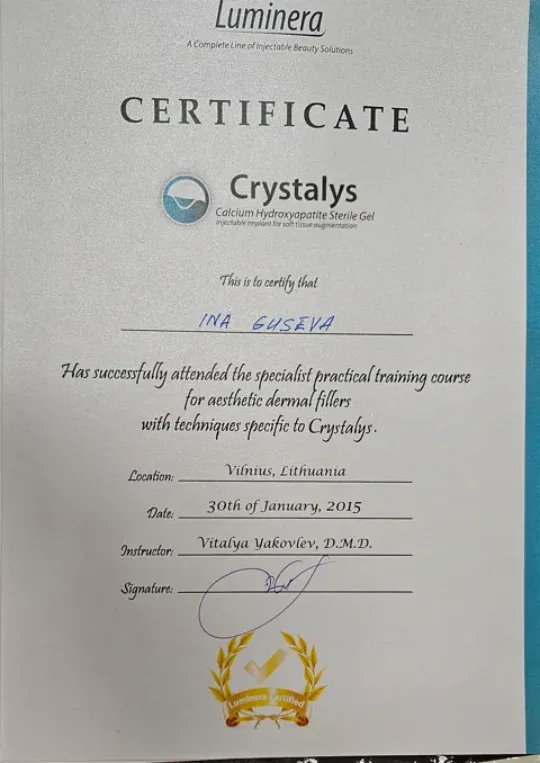 Luminera
A Complete Line of Injectable Beauty Solutions
CERTIFICATE
Crystalys
Calcium Hydroxyapatite Sterile Gel
Injectable implant for soft tissue augmentation
This is to certify that
INA GUSEVA
Has successfully attended the specialist practical training course
for aesthetic dermal fillers
with techniques specific to Crystalys.
Location: Vilnius, Lithuania
Date: 30th of January, 2015
Instructor: Vitalya Yakovlev, D.M.D.
Signature:
Luminera Certified